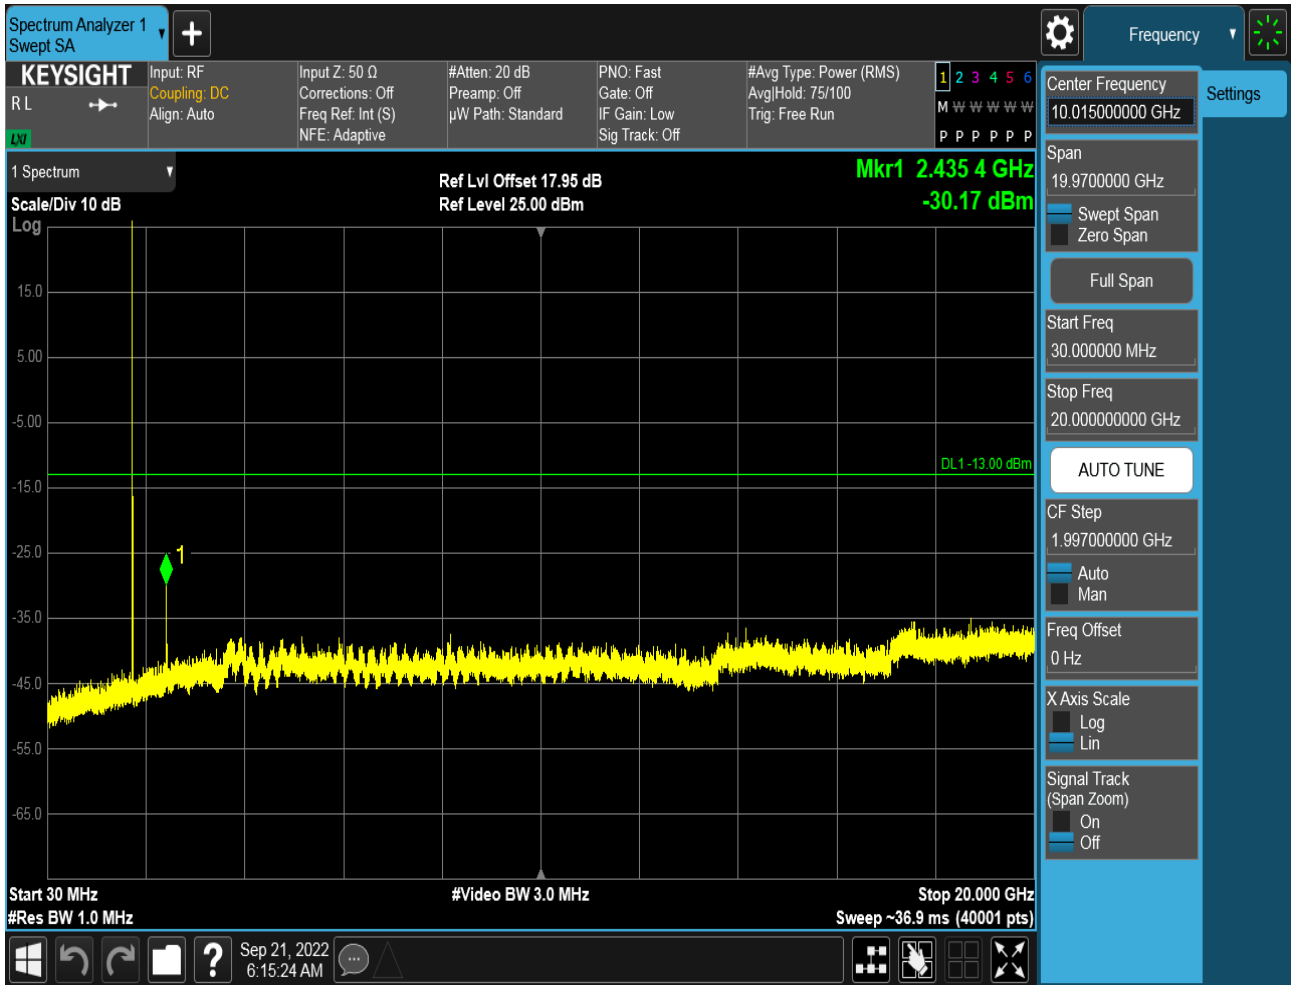 Spectrum Analyzer 1
Swept SA
Frequency
KEYSIGHT
R L
LXI
Input: RF
Coupling: DC
Align: Auto
Input Z: 50 Ω
Corrections: Off
Freq Ref: Int (S)
NFE: Adaptive
#Atten: 20 dB
Preamp: Off
µW Path: Standard
PNO: Fast
Gate: Off
IF Gain: Low
Sig Track: Off
#Avg Type: Power (RMS)
Avg|Hold: 75/100
Trig: Free Run
1 2 3 4 5 6
M W W W W W
P P P P P P
1 Spectrum
Scale/Div 10 dB
Log
Ref Lvl Offset 17.95 dB
Ref Level 25.00 dBm
Mkr1 2.435 4 GHz
-30.17 dBm
15.0
5.00
-5.00
DL1 -13.00 dBm
-15.0
-25.0
1
-35.0
-45.0
-55.0
-65.0
Start 30 MHz
#Res BW 1.0 MHz
#Video BW 3.0 MHz
Stop 20.000 GHz
Sweep ~36.9 ms (40001 pts)
Center Frequency
10.015000000 GHz
Settings
Span
19.9700000 GHz
Swept Span
Zero Span
Full Span
Start Freq
30.000000 MHz
Stop Freq
20.000000000 GHz
AUTO TUNE
CF Step
1.997000000 GHz
Auto
Man
Freq Offset
0 Hz
X Axis Scale
Log
Lin
Signal Track
(Span Zoom)
On
Off
?
Sep 21, 2022
6:15:24 AM